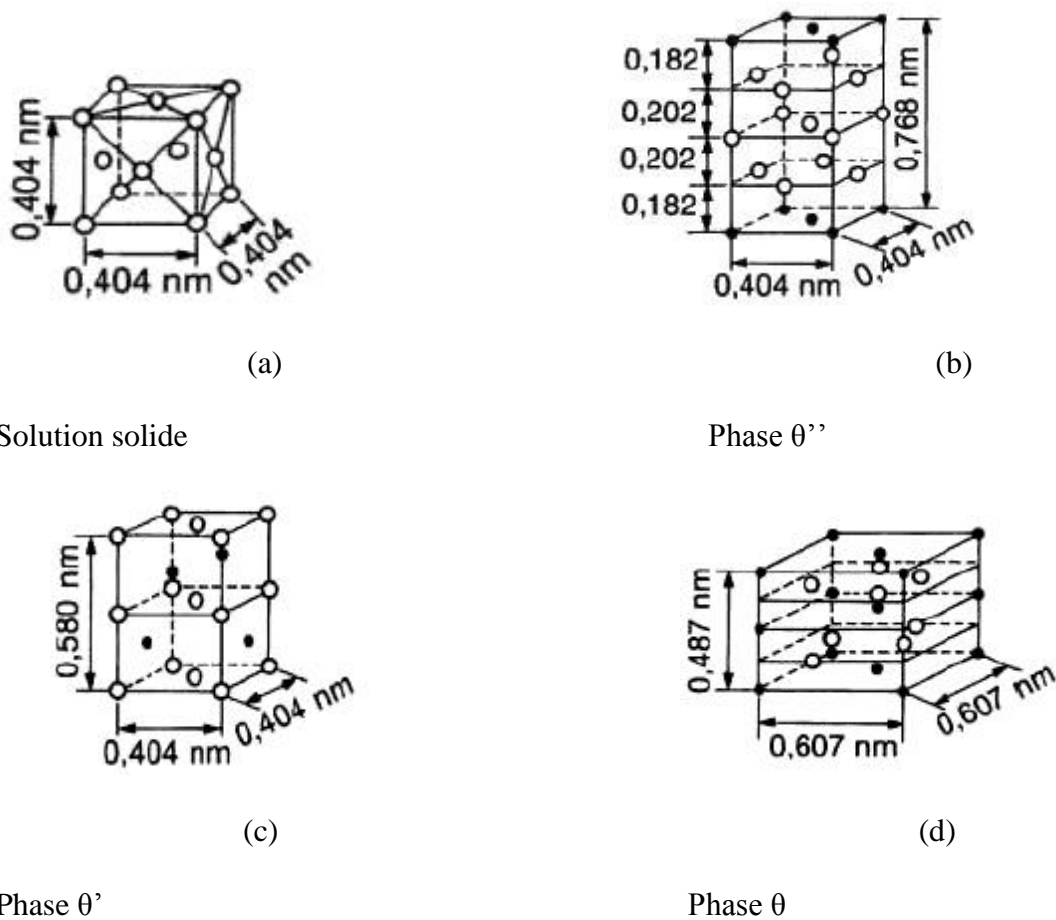 0,404 nm
0,404 nm
0,404 nm
(a)
Solution solide
0,182
0,202
0,202
0,182
0,768 nm
0,404 nm
0,404 nm
(b)
Phase θ’’
0,580 nm
0,404 nm
0,404 nm
(c)
Phase θ’
0,487 nm
0,607 nm
0,607 nm
(d)
Phase θ